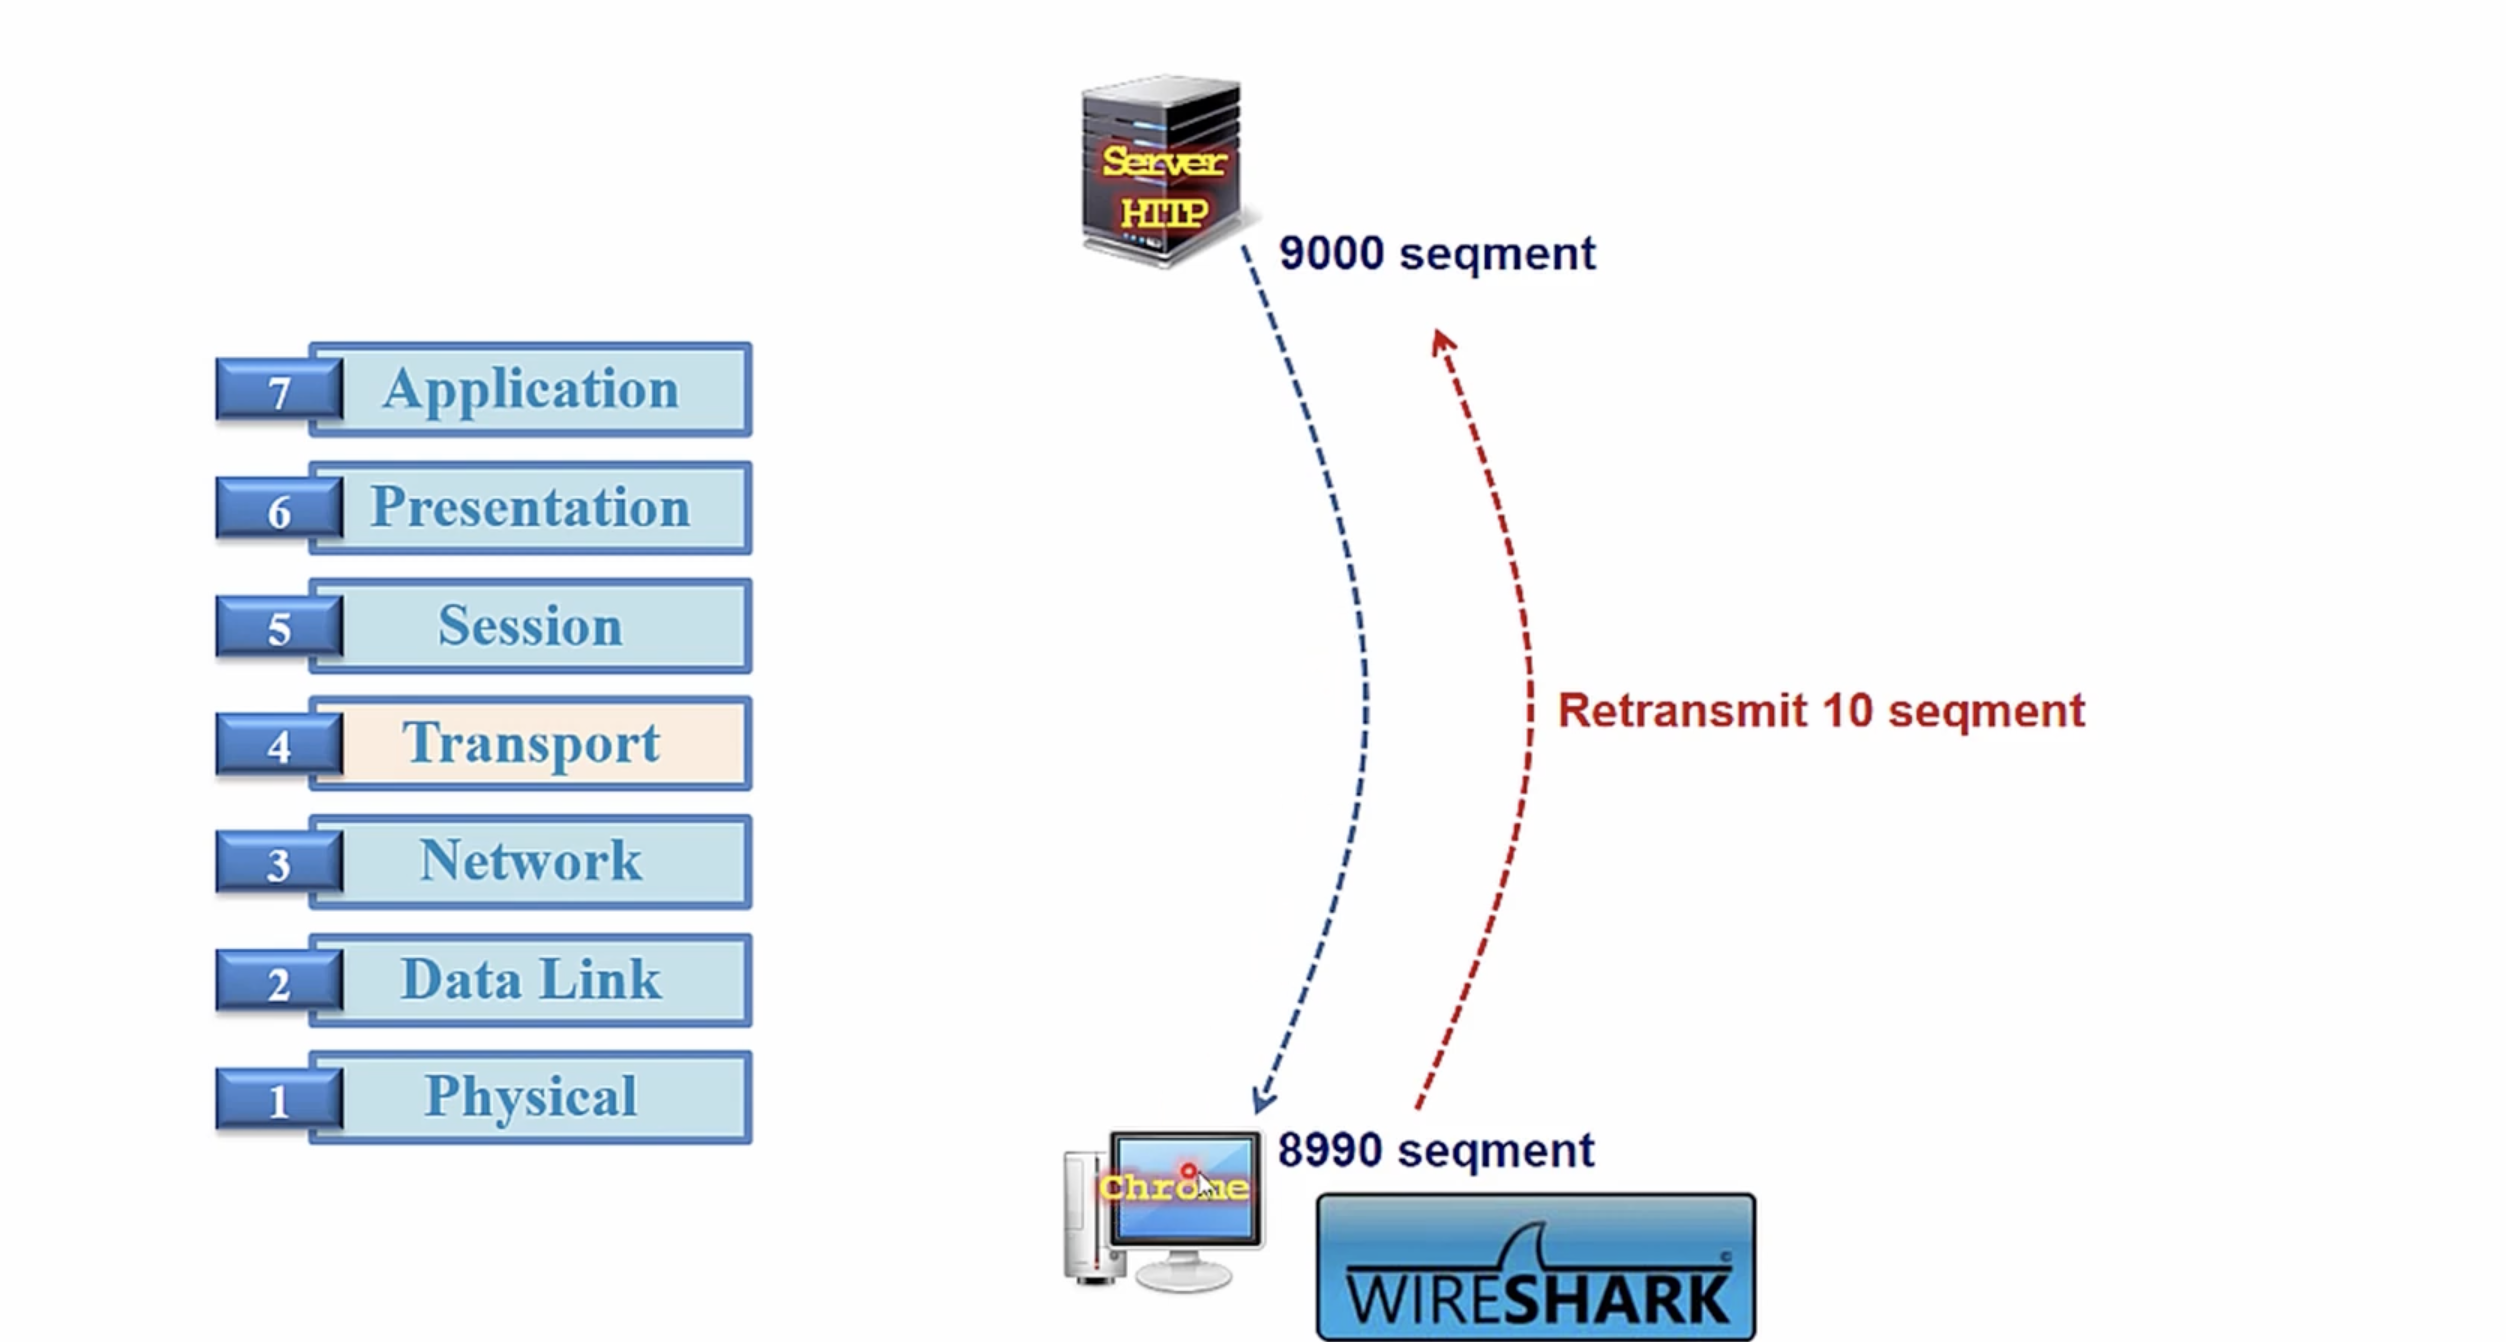 Server
HTTP
9000 seqment
7 Application
6 Presentation
5 Session
4 Transport
3 Network
2 Data Link
1 Physical
Retransmit 10 seqment
8990 seqment
Chrome
WIRESHARK
©